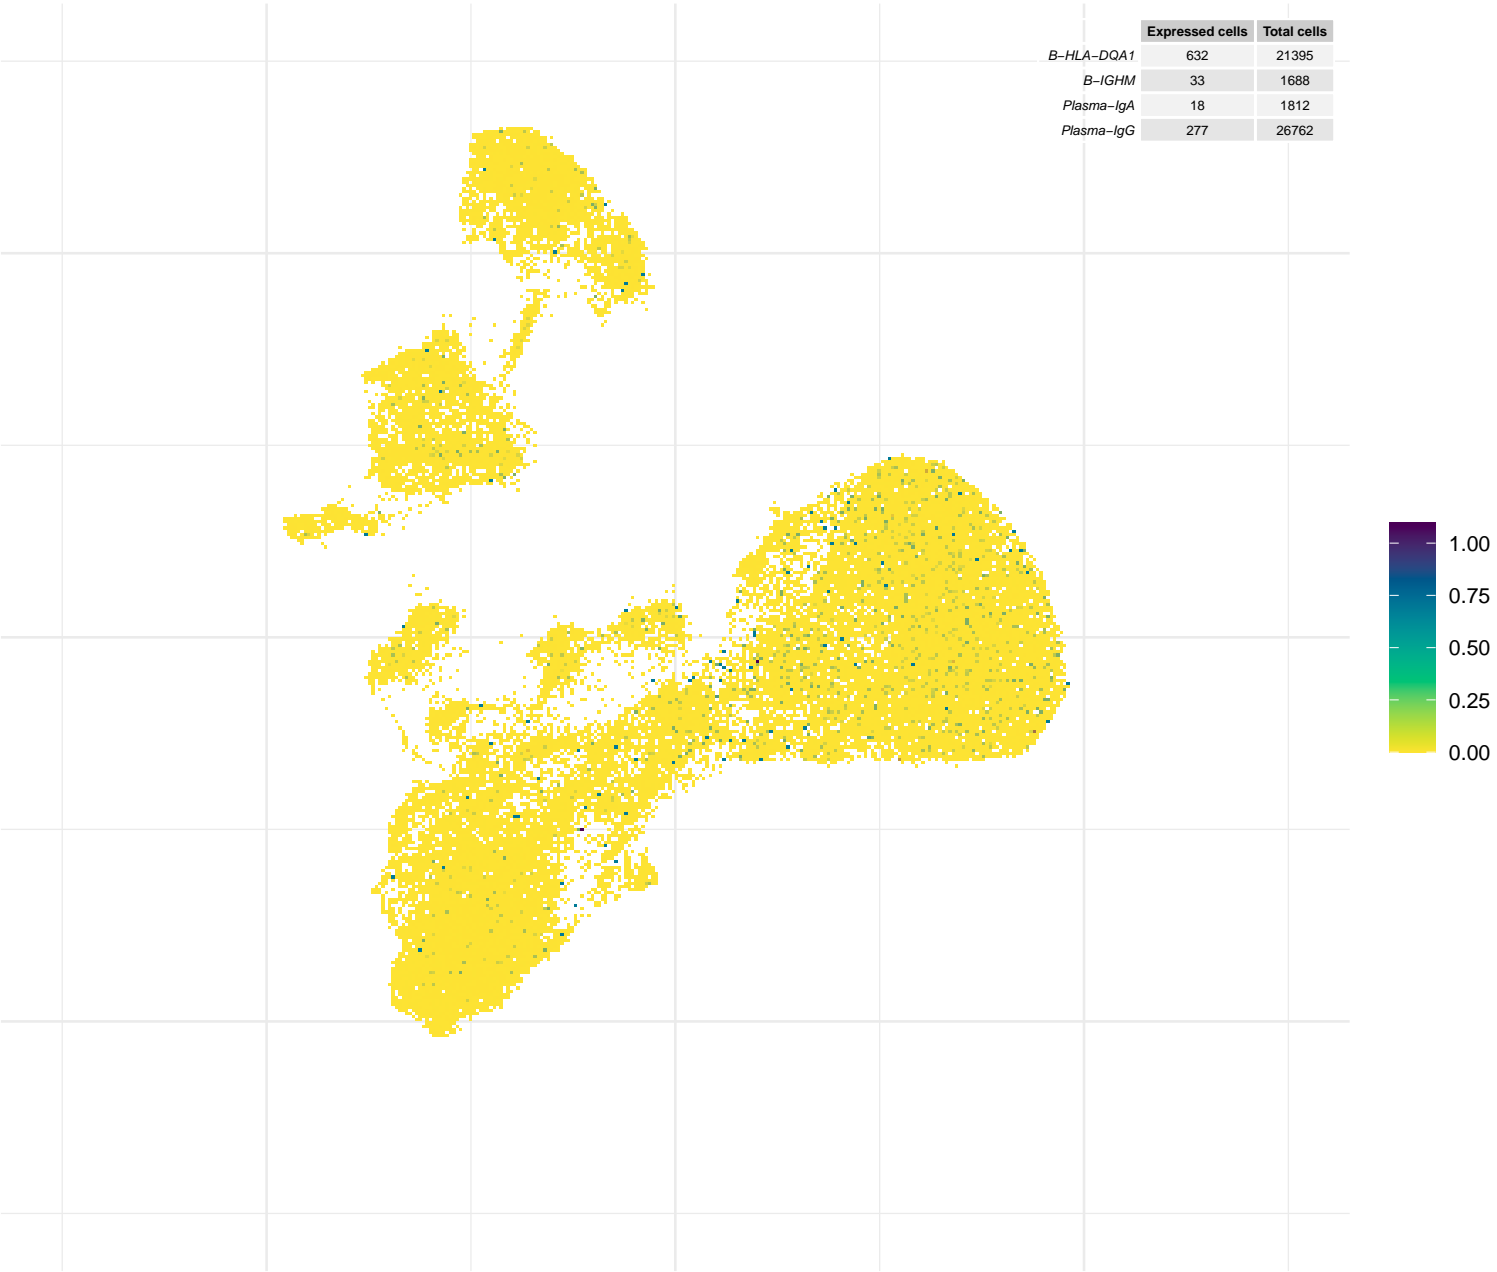 Expressed cells Total cells
B−HLA−DQA1 632 21395
B−IGHM 33 1688
Plasma−IgA 18 1812
Plasma−IgG 277 26762
1.00
0.75
0.50
0.25
0.00